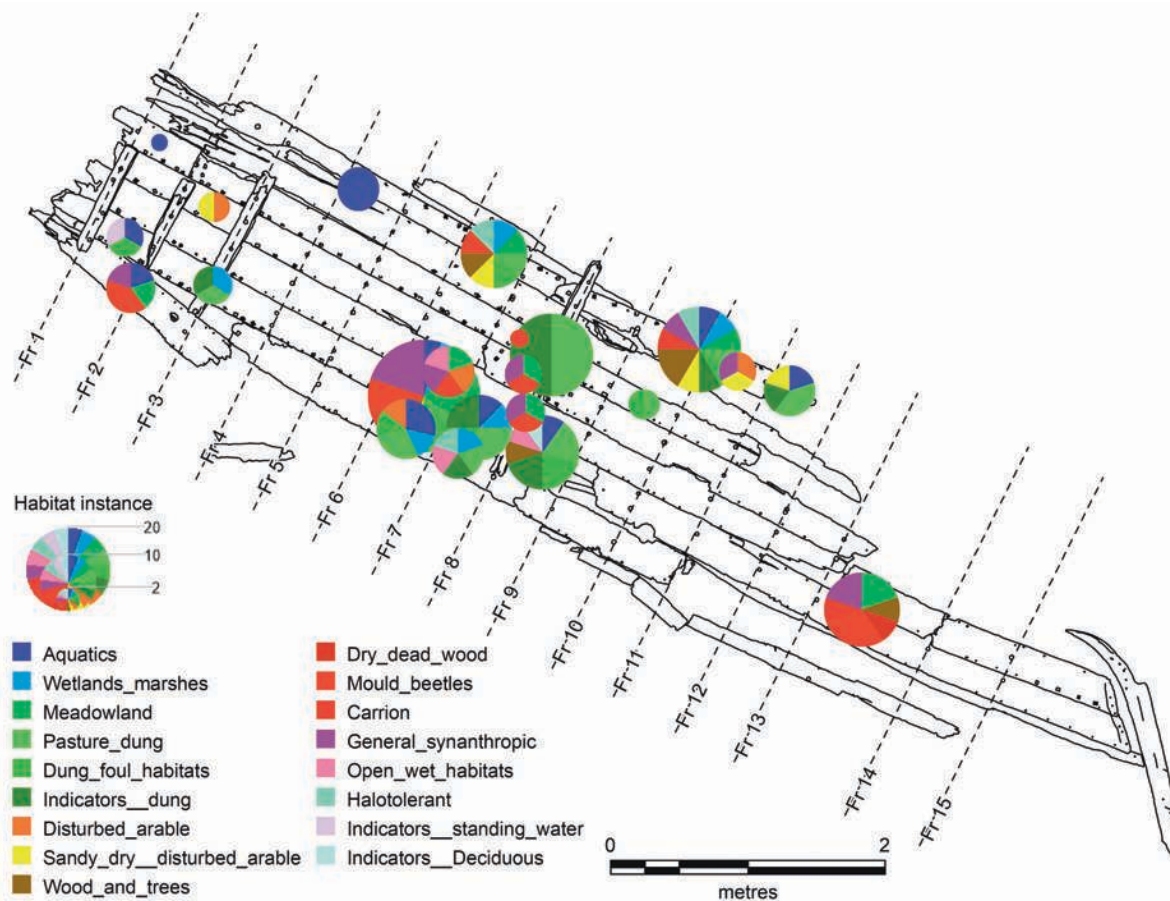 Fr 1
Fr 2
Fr 3
Fr 4
Fr 5
Fr 6
Fr 7
Fr 8
Fr 9
Fr 10
Fr 11
Fr 12
Fr 13
Fr 14
Fr 15
Habitat instance
20
10
2
Aquatics
Wetlands_marshes
Meadowland
Pasture_dung
Dung_foul_habitats
Indicators__dung
Disturbed_arable
Sandy_dry__disturbed_arable
Wood_and_trees
Dry_dead_wood
Mould_beetles
Carrion
General_synanthropic
Open_wet_habitats
Halotolerant
Indicators__standing_water
Indicators__Deciduous
0 2
metres